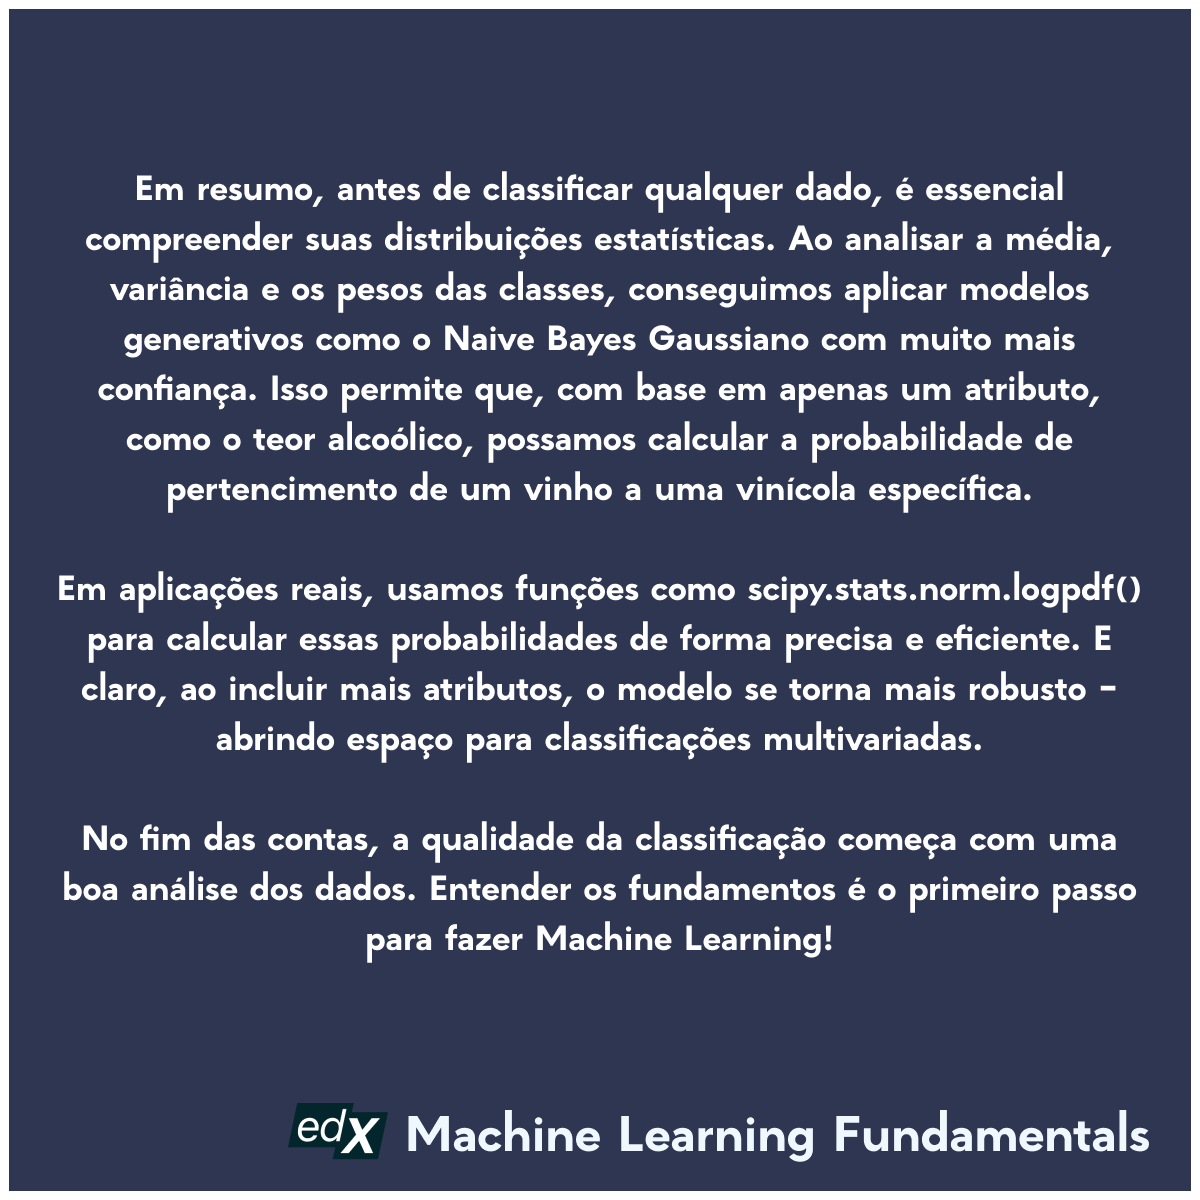 Em resumo, antes de classificar qualquer dado, é essencial
compreender suas distribuições estatísticas. Ao analisar a média,
variância e os pesos das classes, conseguimos aplicar modelos
generativos como o Naive Bayes Gaussiano com muito mais
confiança. Isso permite que, com base em apenas um atributo,
como o teor alcoólico, possamos calcular a probabilidade de
pertencimento de um vinho a uma vinícola específica.
Em aplicações reais, usamos funções como scipy.stats.norm.logpdf()
para calcular essas probabilidades de forma precisa e eficiente. E
claro, ao incluir mais atributos, o modelo se torna mais robusto –
abrindo espaço para classificações multivariadas.
No fim das contas, a qualidade da classificação começa com uma
boa análise dos dados. Entender os fundamentos é o primeiro passo
para fazer Machine Learning!
edX Machine Learning Fundamentals